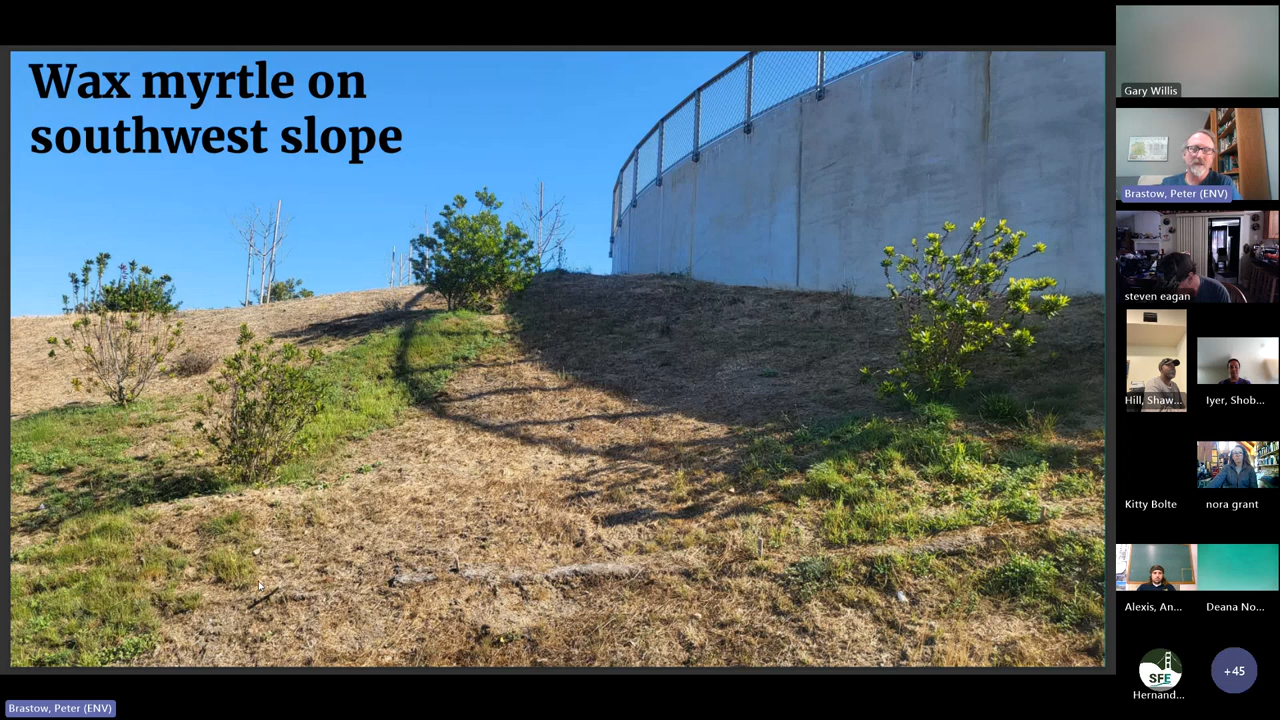 Wax myrtle on
southwest slope
Gary Willis
Brastow, Peter (ENV)
steven eagan
Hill, Shaw...
Iyer, Shob...
Kitty Bolte
nora grant
Alexis, An...
Deana No...
SFE
Hernand...
+45
Brastow, Peter (ENV)